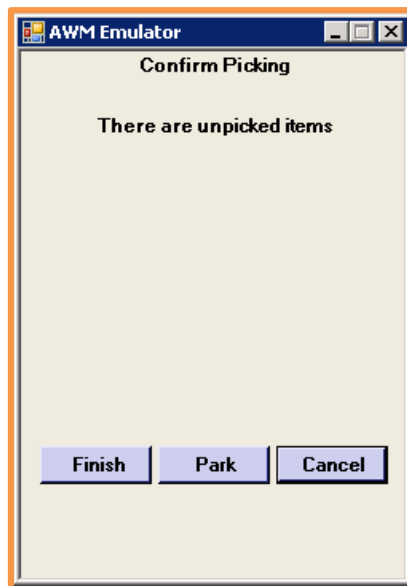 AWM Emulator
Confirm Picking
There are unpicked items
Finish Park Cancel